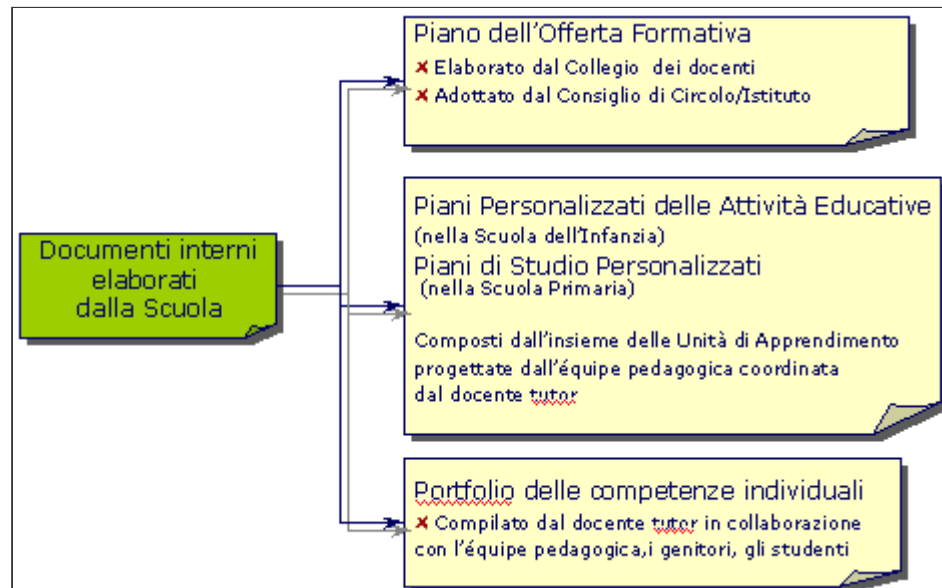 Documenti interni
elaborati
dalla Scuola
Piano dell'Offerta Formativa
✗ Elaborato dal Collegio dei docenti
✗ Adottato dal Consiglio di Circolo/Istituto
Piani Personalizzati delle Attività Educative
(nella Scuola dell'Infanzia)
Piani di Studio Personalizzati
(nella Scuola Primaria)
Composti dall'insieme delle Unità di Apprendimento
progettate dall'équipe pedagogica coordinata
dal docente tutor
Portfolio delle competenze individuali
✗ Compilato dal docente tutor in collaborazione
con l'équipe pedagogica,i genitori, gli studenti